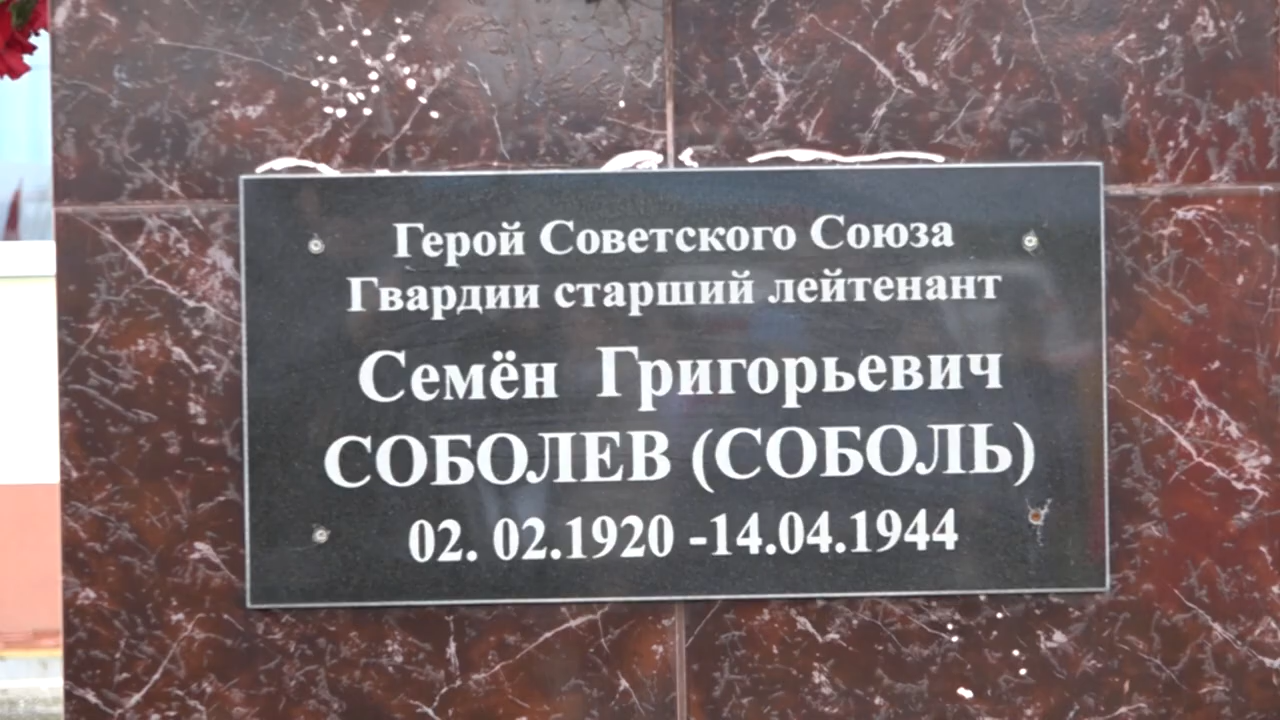 Герой Советского Союза
Гвардии старший лейтенант
Семён Григорьевич
СОБОЛЕВ (СОБОЛЬ)
02. 02.1920 -14.04.1944